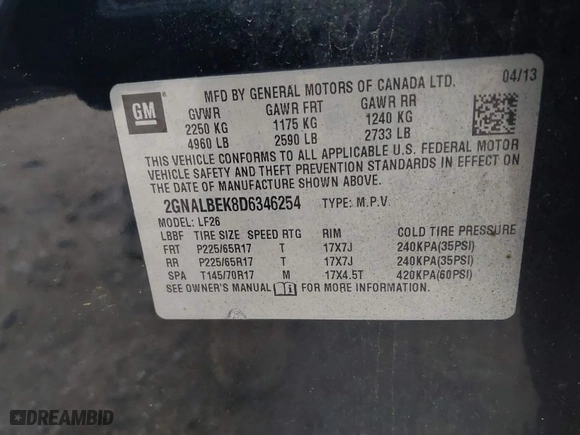 MFD BY GENERAL MOTORS OF CANADA LTD. 04/13
GM
GVWR GAWR FRT GAWR RR
2250 KG 1175 KG 1240 KG
4960 LB 2590 LB 2733 LB
THIS VEHICLE CONFORMS TO ALL APPLICABLE U.S. FEDERAL MOTOR
VEHICLE SAFETY AND THEFT PREVENTION STANDARDS IN EFFECT ON
THE DATE OF MANUFACTURE SHOWN ABOVE.
2GNALBEK8D6346254 TYPE: M.P.V.
MODEL: LF26
LBBF TIRE SIZE SPEED RTG RIM COLD TIRE PRESSURE
FRT P225/65R17 T 17X7J 240KPA(35PSI)
RR P225/65R17 T 17X7J 240KPA(35PSI)
SPA T145/70R17 M 17X4.5T 420KPA(60PSI)
SEE OWNER'S MANUAL FOR MORE INFORMATION.
DREAMBID